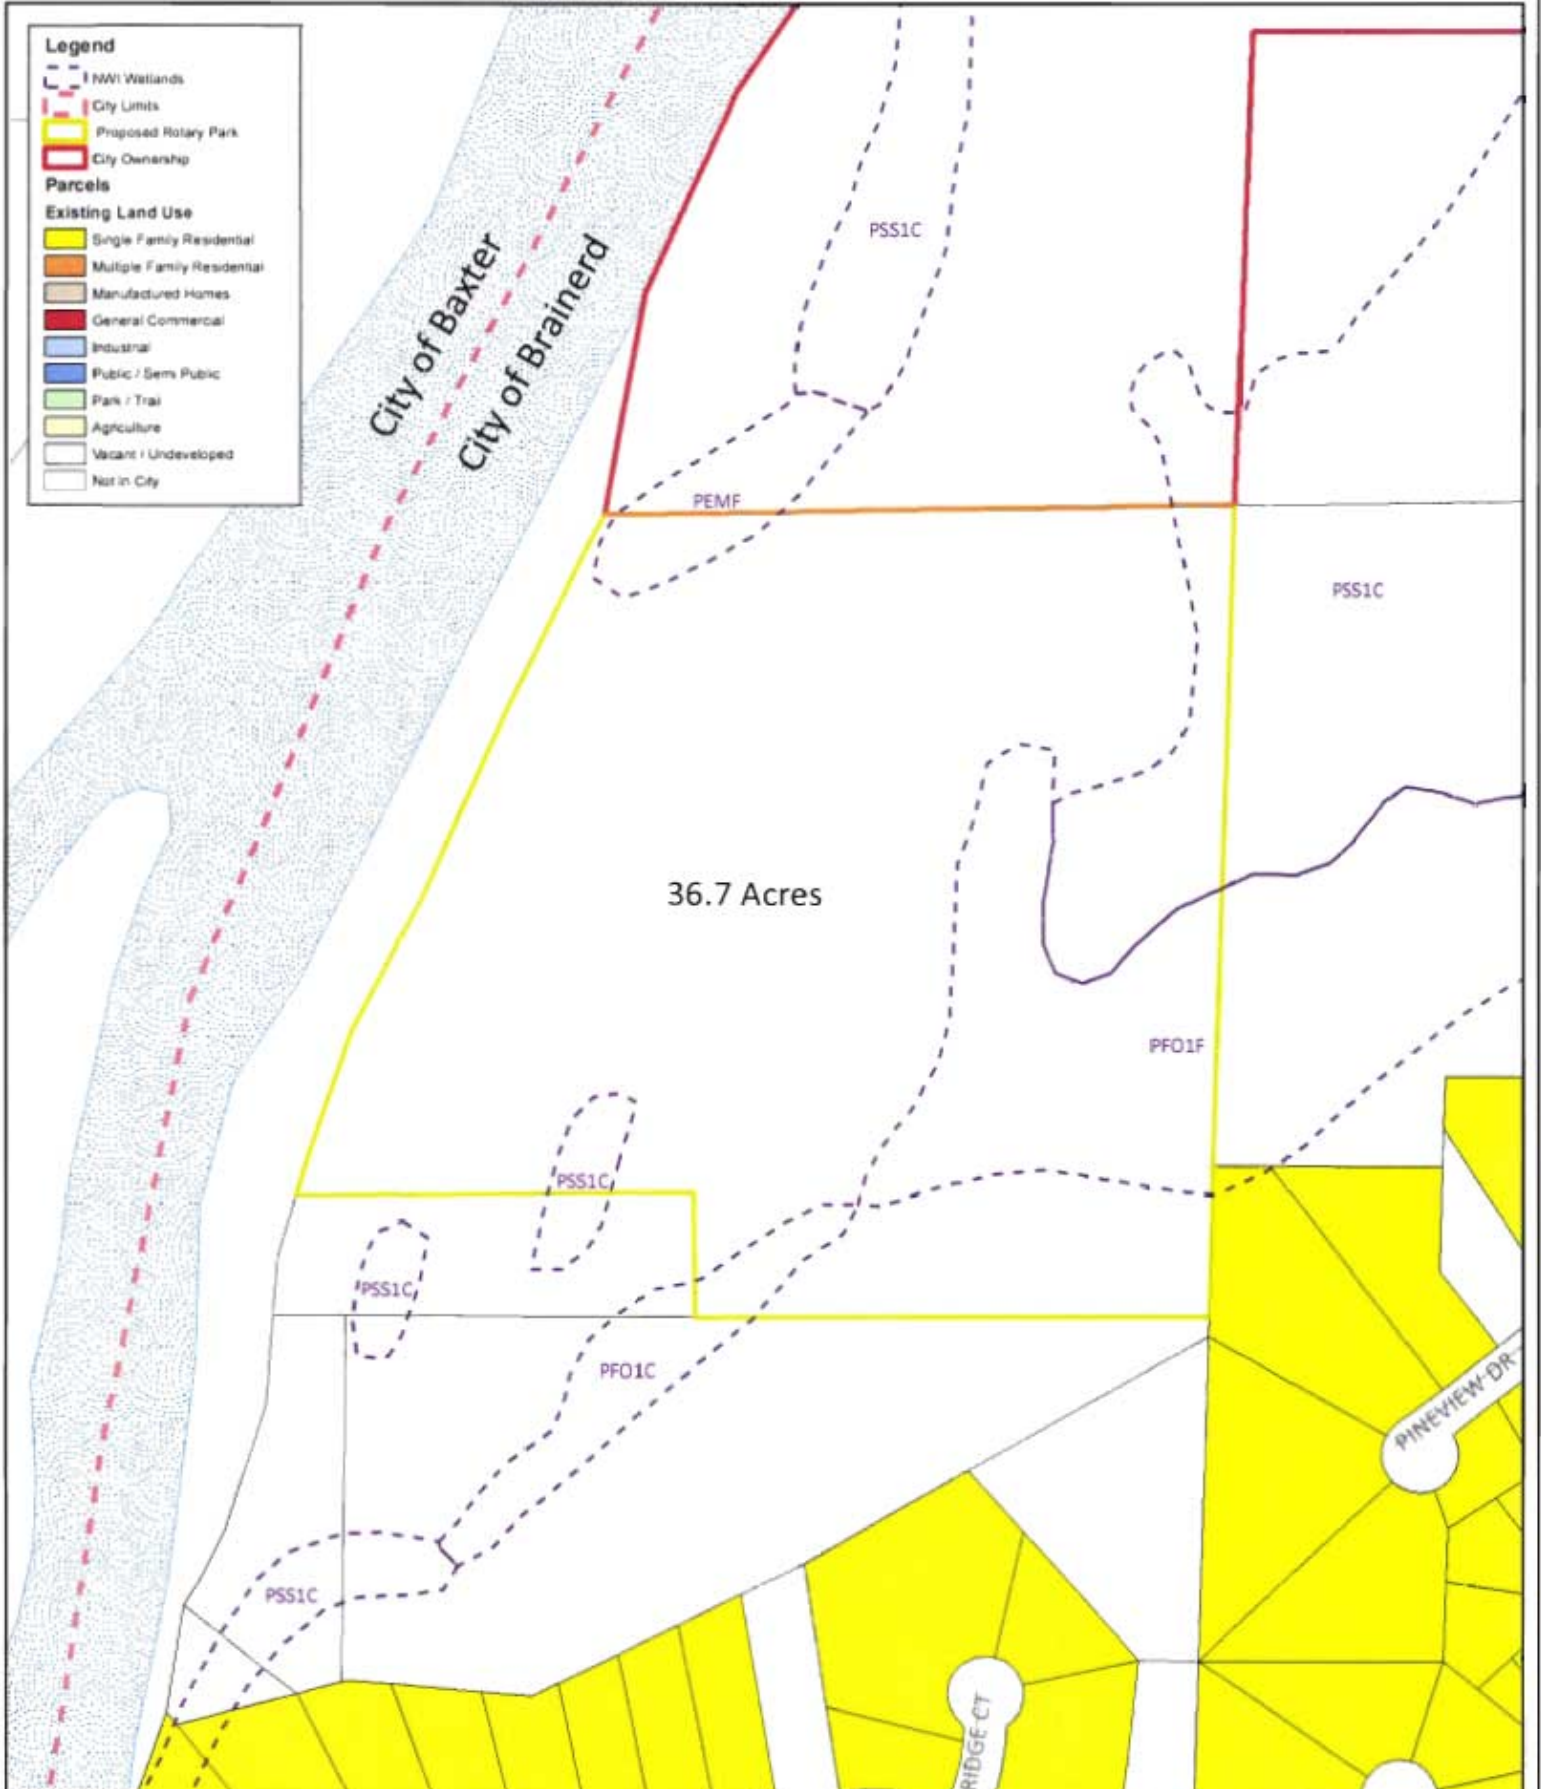 Legend
NWI Wetlands
City Limits
Proposed Rotary Park
City Ownership
Parcels
Existing Land Use
Single Family Residential
Multiple Family Residential
Manufactured Homes
General Commercial
Industrial
Public / Semi Public
Park / Trail
Agriculture
Vacant / Undeveloped
Not in City
City of Baxter
City of Brainerd
PSS1C
PEMF
PSS1C
36.7 Acres
PFO1F
PSS1C
PSS1C
PFO1C
PINEVIEW DR
PSS1C
RIDGE CT